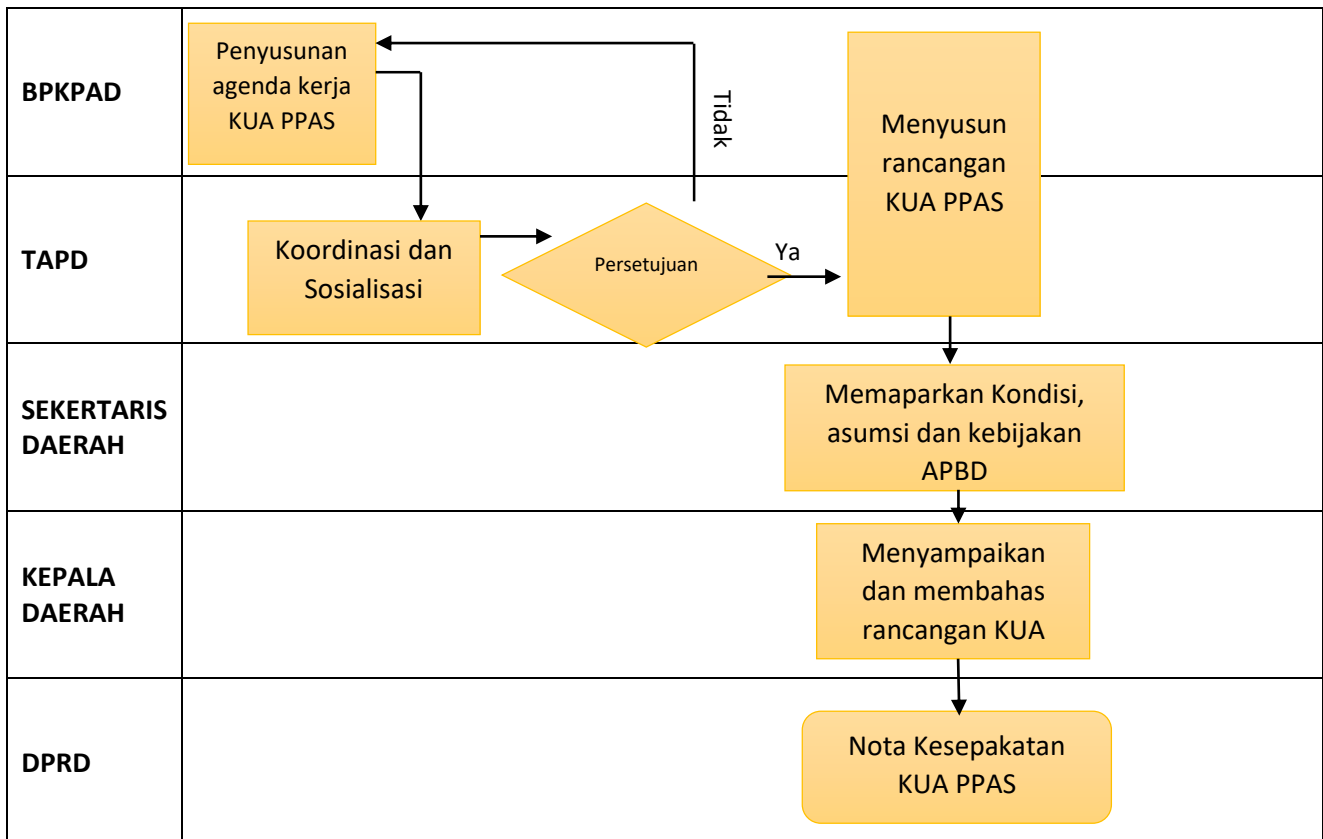 BPKPAD
Penyusunan
agenda kerja
KUA PPAS
Tidak
Menyusun
rancangan
KUA PPAS
TAPD
Koordinasi dan
Sosialisasi
Persetujuan
Ya
SEKERTARIS
DAERAH
Memaparkan Kondisi,
asumsi dan kebijakan
APBD
KEPALA
DAERAH
Menyampaikan
dan membahas
rancangan KUA
DPRD
Nota Kesepakatan
KUA PPAS